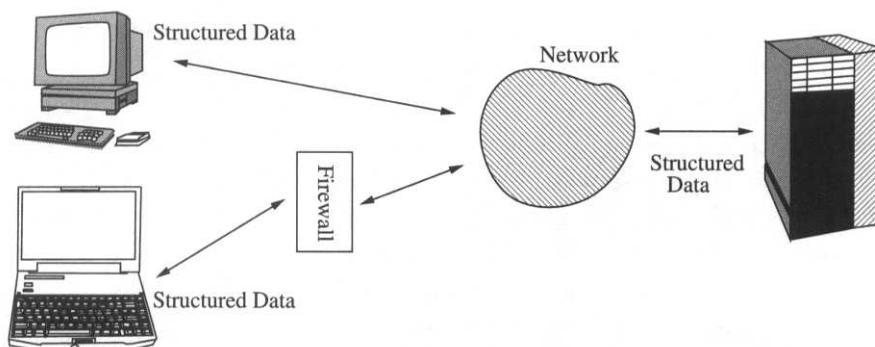 Structured Data
Network
Firewall
Structured
Data
Structured Data